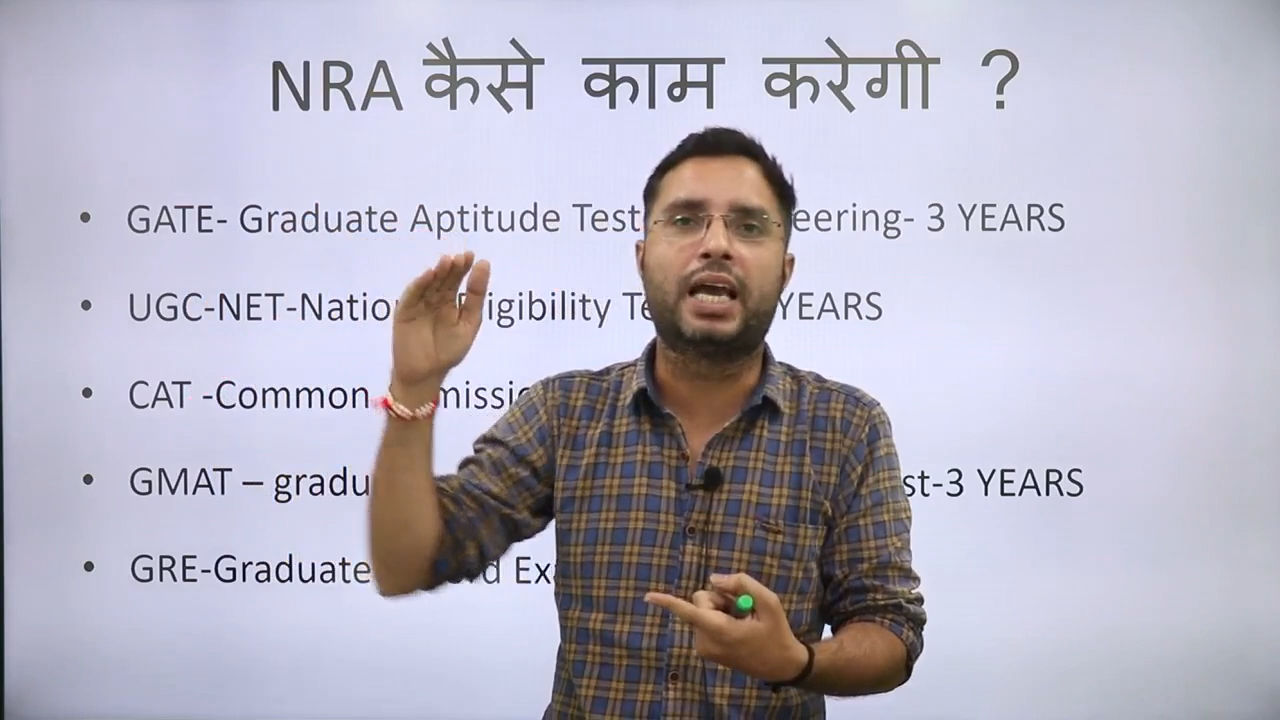 NRA कैसे काम करेगी ?
GATE- Graduate Aptitude Test eering- 3 YEARS
UGC-NET-Natio igibility Te YEARS
CAT -Common missi
GMAT – gradu st-3 YEARS
GRE-Graduate d Ex